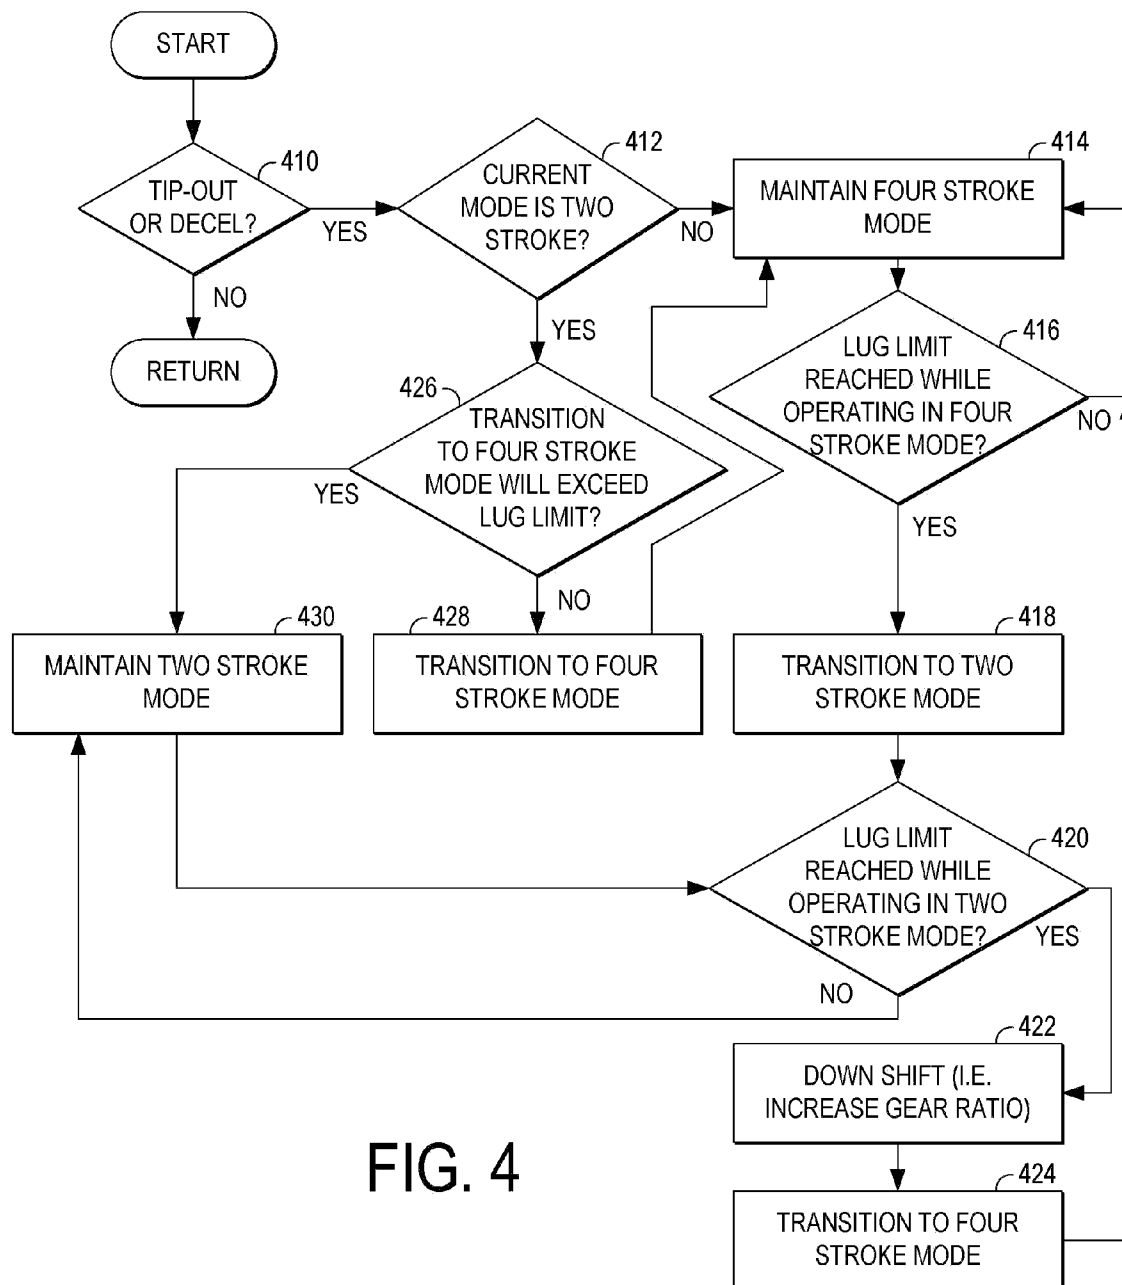 START
410
TIP-OUT
OR DECEL?
YES
NO
RETURN
412
CURRENT
MODE IS TWO
STROKE?
NO
YES
414
MAINTAIN FOUR STROKE
MODE
416
LUG LIMIT
REACHED WHILE
OPERATING IN FOUR
STROKE MODE?
NO
YES
426
TRANSITION
TO FOUR STROKE
MODE WILL EXCEED
LUG LIMIT?
YES
NO
430
MAINTAIN TWO STROKE
MODE
428
TRANSITION TO FOUR
STROKE MODE
418
TRANSITION TO TWO
STROKE MODE
420
LUG LIMIT
REACHED WHILE
OPERATING IN TWO
STROKE MODE?
YES
NO
422
DOWN SHIFT (I.E.
INCREASE GEAR RATIO)
424
TRANSITION TO FOUR
STROKE MODE
FIG. 4